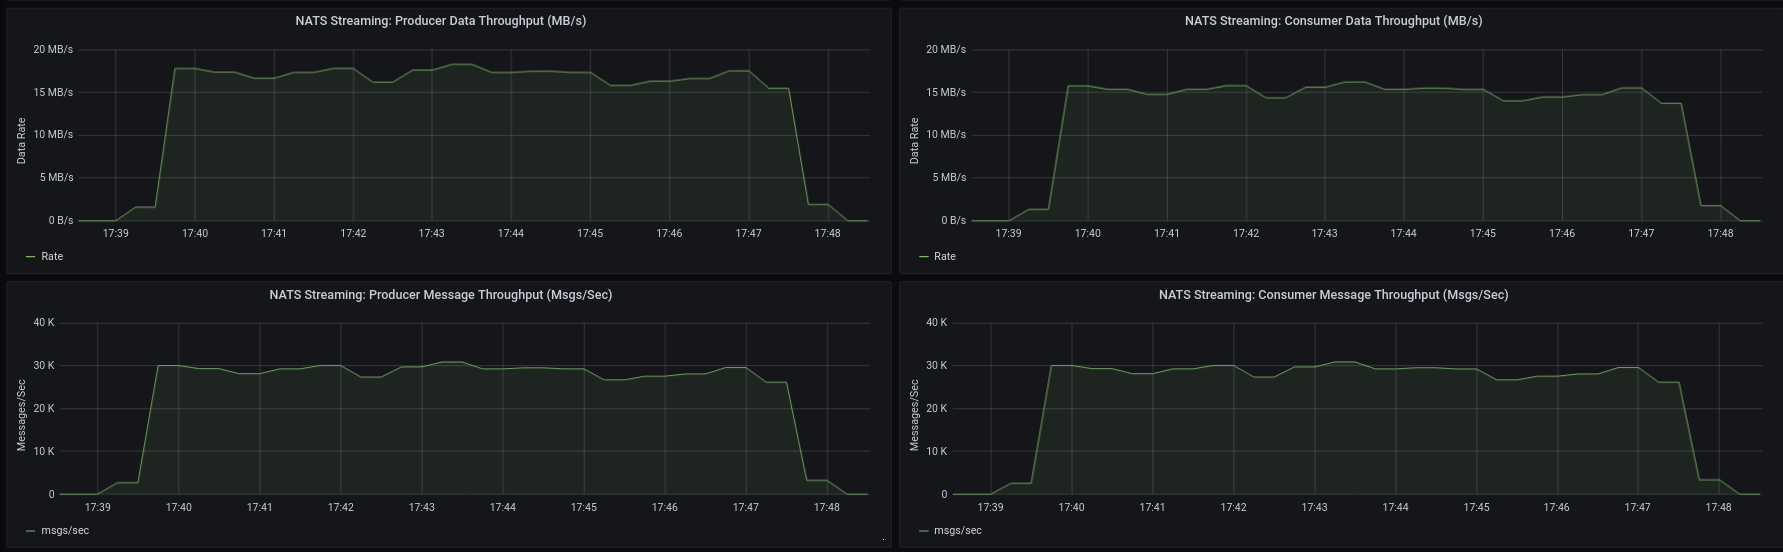 NATS Streaming: Producer Data Throughput (MB/s)
20 MB/s
15 MB/s
10 MB/s
5 MB/s
0 B/s
Data Rate
17:39 17:40 17:41 17:42 17:43 17:44 17:45 17:46 17:47 17:48
Rate
NATS Streaming: Consumer Data Throughput (MB/s)
20 MB/s
15 MB/s
10 MB/s
5 MB/s
0 B/s
Data Rate
17:39 17:40 17:41 17:42 17:43 17:44 17:45 17:46 17:47 17:48
Rate
NATS Streaming: Producer Message Throughput (Msgs/Sec)
40 K
30 K
20 K
10 K
0
Messages/Sec
17:39 17:40 17:41 17:42 17:43 17:44 17:45 17:46 17:47 17:48
msgs/sec
NATS Streaming: Consumer Message Throughput (Msgs/Sec)
40 K
30 K
20 K
10 K
0
Messages/Sec
17:39 17:40 17:41 17:42 17:43 17:44 17:45 17:46 17:47 17:48
msgs/sec